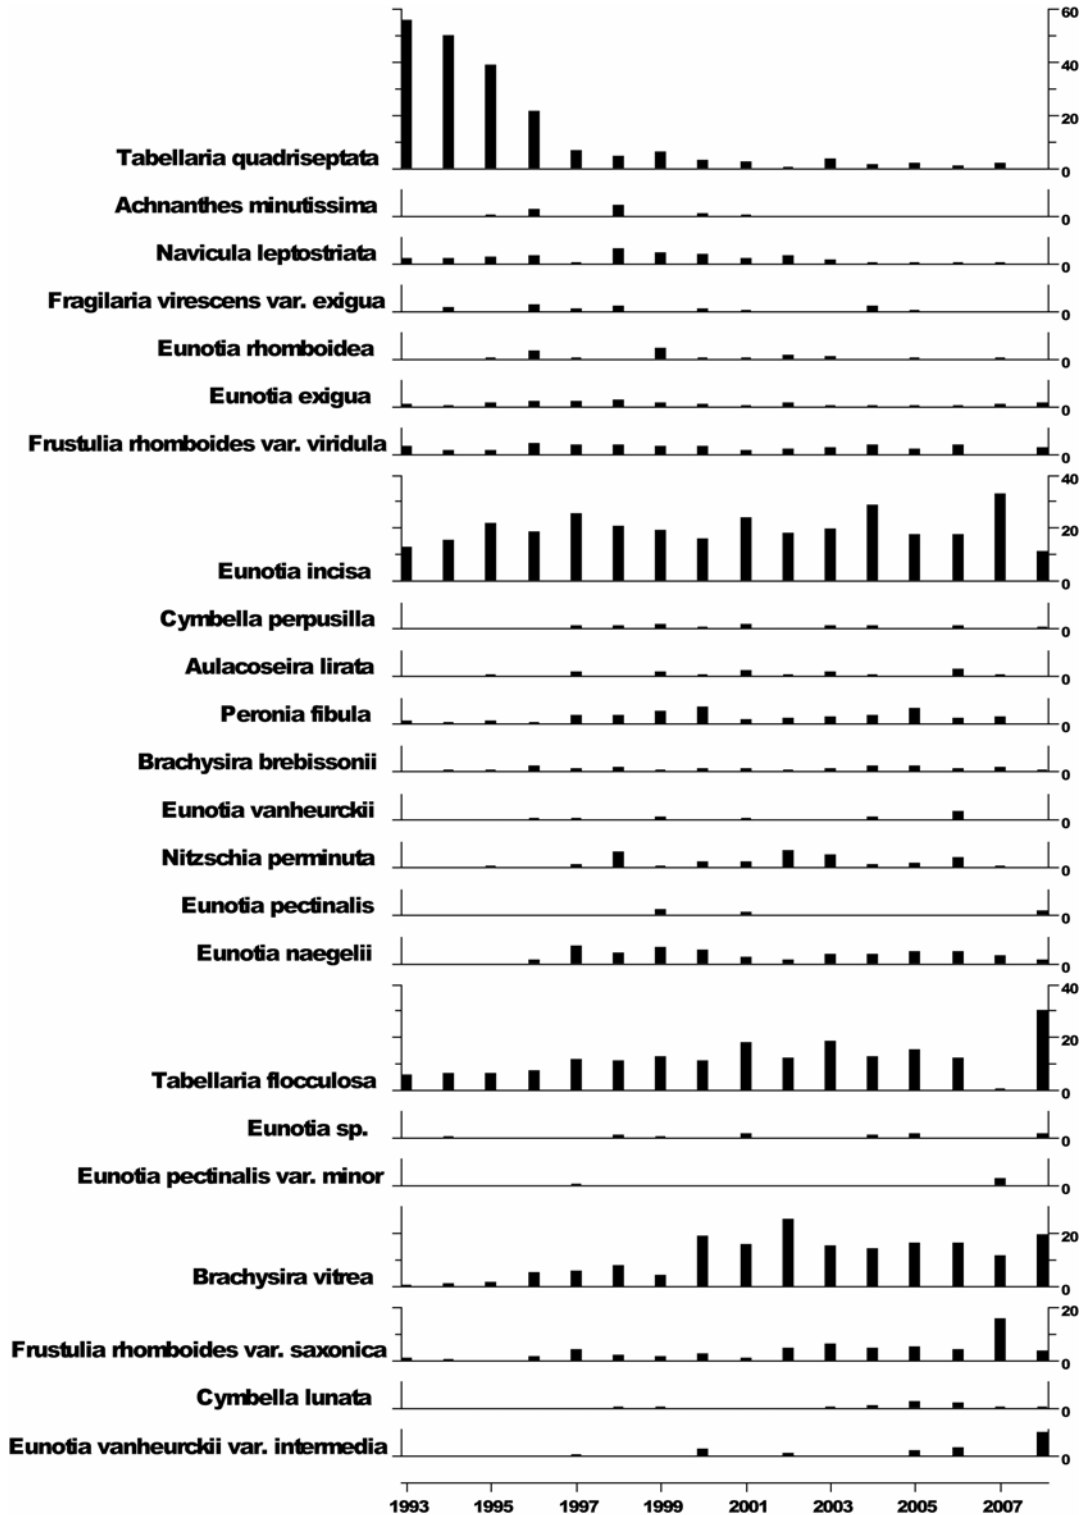 60
40
20
Tabellaria quadriseptata
0
Achnanthes minutissima
0
Navicula leptostriata
0
Fragilaria virescens var. exigua
0
Eunotia rhomboidea
0
Eunotia exigua
0
Frustulia rhomboides var. viridula
0
40
20
Eunotia incisa
0
Cymbella perpusilla
0
Aulacoseira lirata
0
Peronia fibula
0
Brachysira brebissonii
0
Eunotia vanheurckii
0
Nitzschia perminuta
0
Eunotia pectinalis
0
Eunotia naegelii
0
40
20
Tabellaria flocculosa
0
Eunotia sp.
0
Eunotia pectinalis var. minor
0
20
Brachysira vitrea
0
20
Frustulia rhomboides var. saxonica
0
Cymbella lunata
0
Eunotia vanheurckii var. intermedia
0
1993 1995 1997 1999 2001 2003 2005 2007